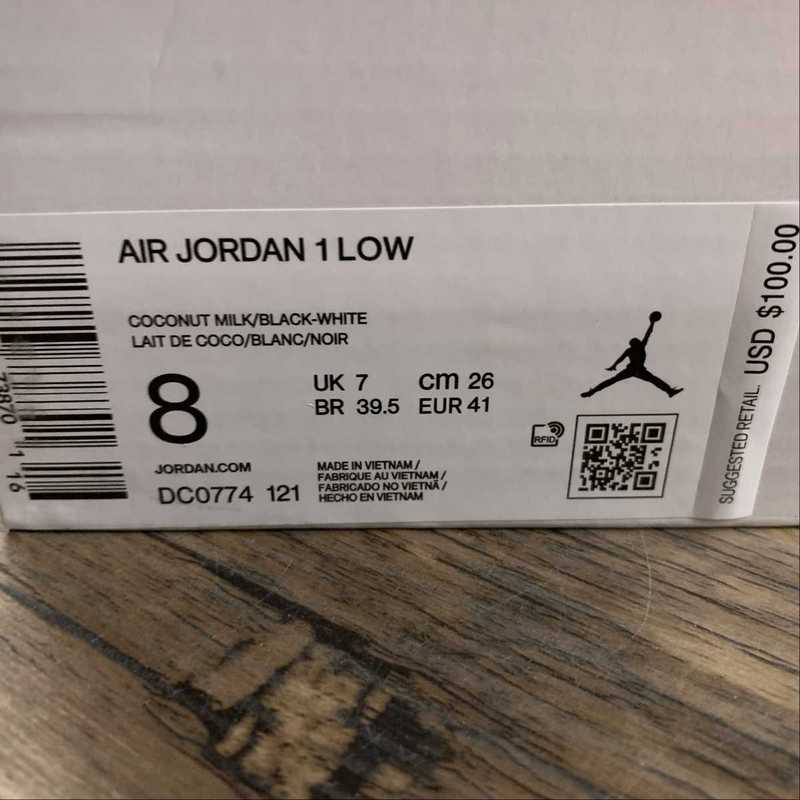 AIR JORDAN 1 LOW
COCONUT MILK/BLACK-WHITE
LAIT DE COCO/BLANC/NOIR
8
UK 7 cm 26
BR 39.5 EUR 41
JORDAN.COM
DC0774 121
MADE IN VIETNAM /
FABRIQUE AU VIETNAM /
FABRICADO NO VIETNÃ /
HECHO EN VIETNAM
RFID
SUGGESTED RETAIL. USD $100.00